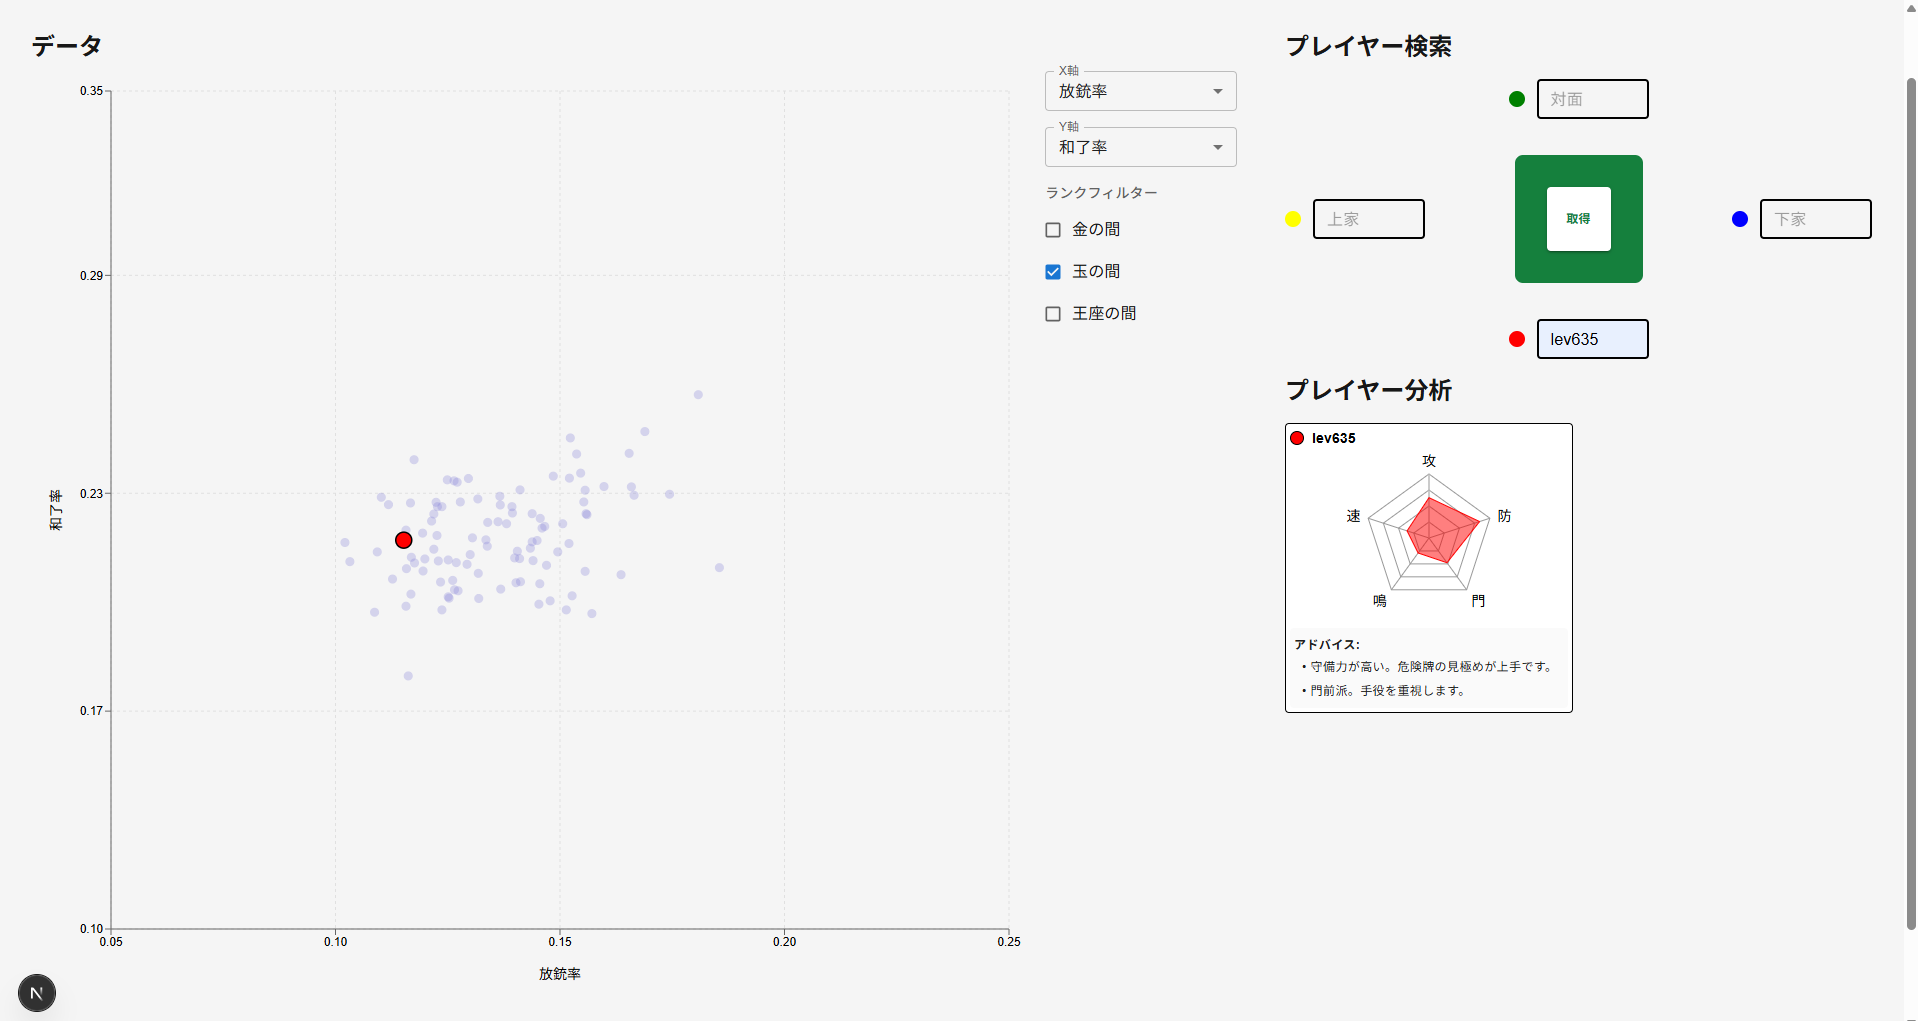 データ
0.35
0.29
0.23
0.17
0.10
和了率
0.05
0.10
0.15
0.20
0.25
放銃率
X軸
放銃率
Y軸
和了率
ランクフィルター
金の間
玉の間
王座の間
プレイヤー検索
対面
上家
取得
下家
lev635
プレイヤー分析
lev635
攻
防
門
鳴
速
アドバイス:
• 守備力が高い。危険牌の見極めが上手です。
• 門前派。手役を重視します。
N